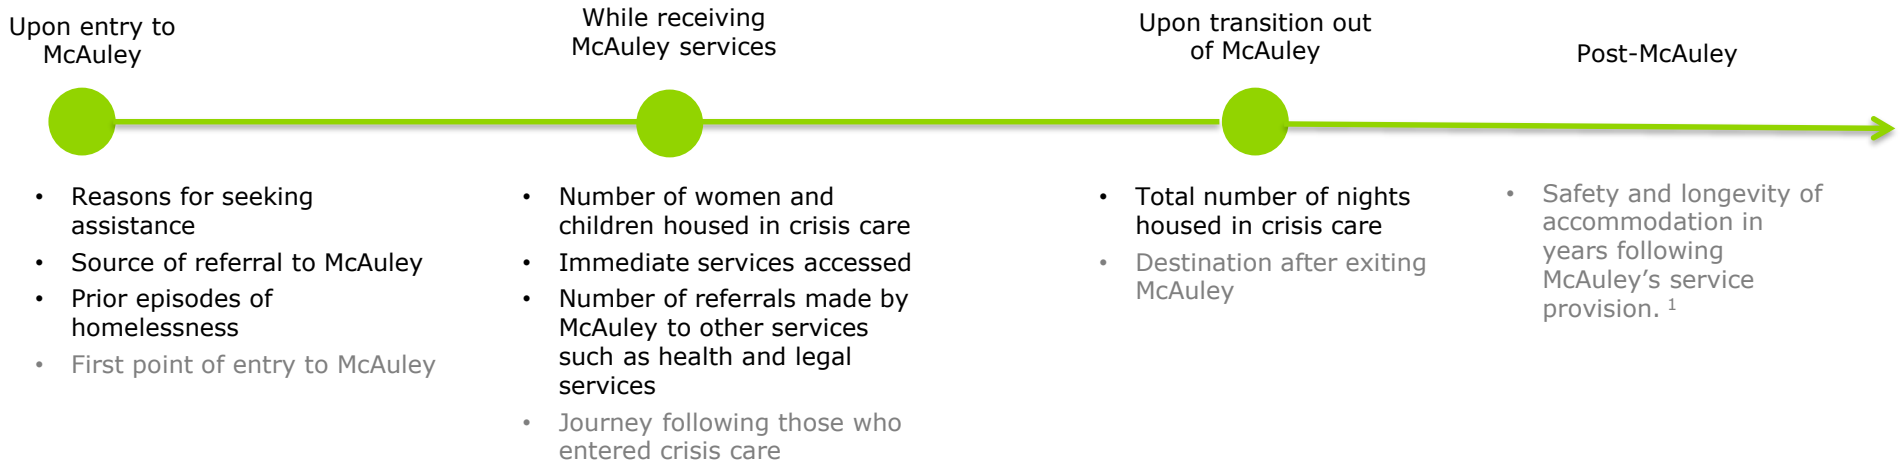 Upon entry to
McAuley
While receiving
McAuley services
Upon transition out
of McAuley
Post-McAuley
• Reasons for seeking
assistance
• Source of referral to McAuley
• Prior episodes of
homelessness
• First point of entry to McAuley
• Number of women and
children housed in crisis care
• Immediate services accessed
• Number of referrals made by
McAuley to other services
such as health and legal
services
• Journey following those who
entered crisis care
• Total number of nights
housed in crisis care
• Destination after exiting
McAuley
• Safety and longevity of
accommodation in
years following
McAuley’s service
provision. ¹